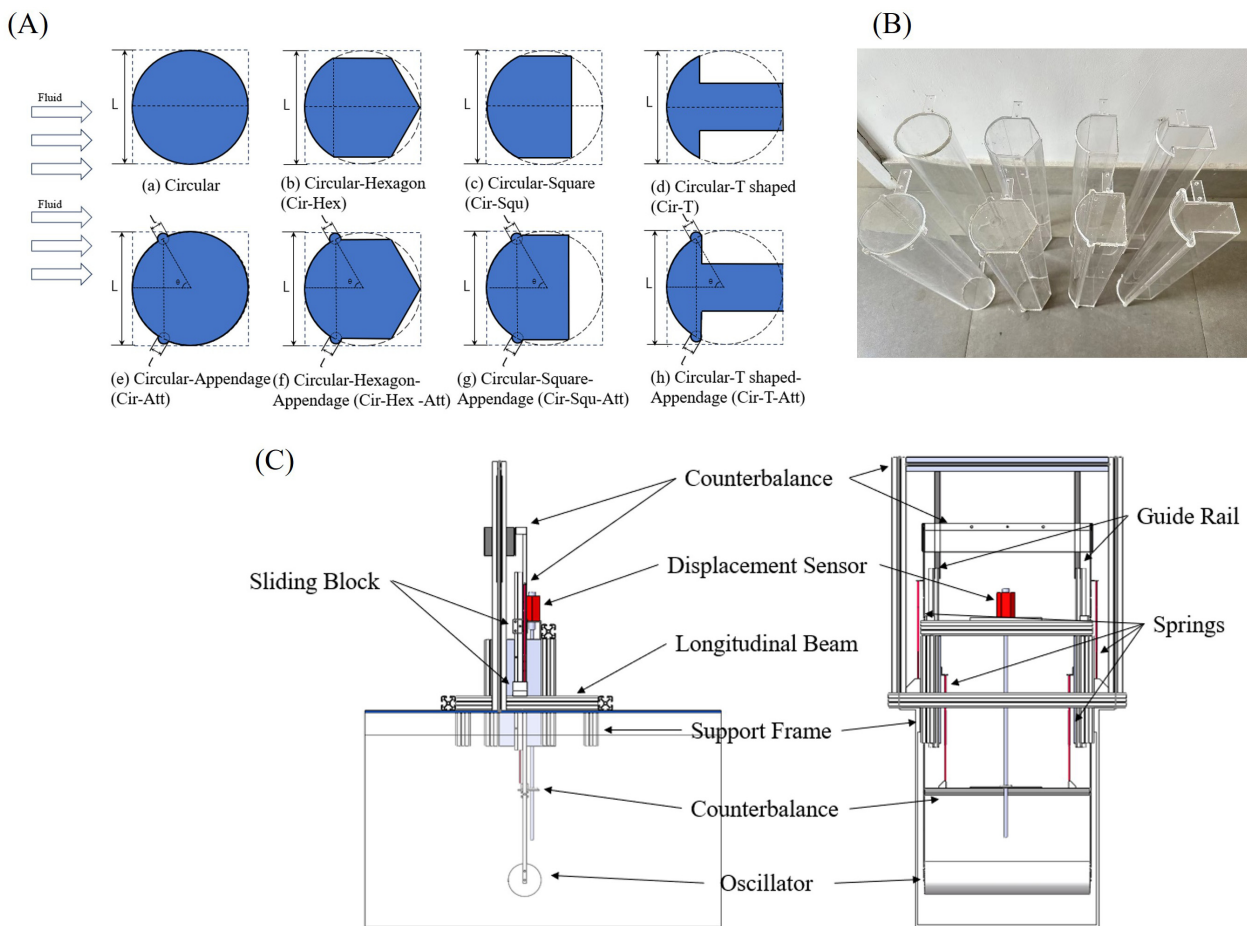 (A)
(B)
Fluid
L
L
L
L
(a) Circular
(b) Circular-Hexagon
(Cir-Hex)
(c) Circular-Square
(Cir-Squ)
(d) Circular-T shaped
(Cir-T)
Fluid
L
θ
L
θ
L
θ
L
θ
(e) Circular-Appendage
(Cir-Att)
(f) Circular-Hexagon-
Appendage (Cir-Hex -Att)
(g) Circular-Square-
Appendage (Cir-Squ-Att)
(h) Circular-T shaped-
Appendage (Cir-T-Att)
(C)
Counterbalance
Guide Rail
Displacement Sensor
Sliding Block
Springs
Longitudinal Beam
Support Frame
Counterbalance
Oscillator